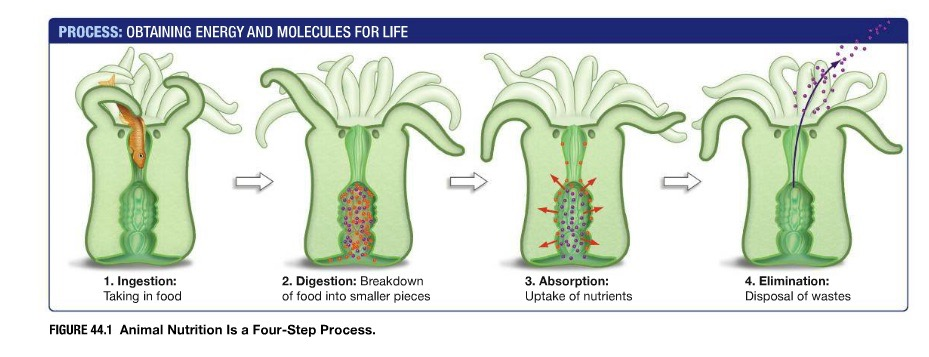 PROCESS: OBTAINING ENERGY AND MOLECULES FOR LIFE
1. Ingestion:
Taking in food
2. Digestion: Breakdown
of food into smaller pieces
3. Absorption:
Uptake of nutrients
4. Elimination:
Disposal of wastes
FIGURE 44.1 Animal Nutrition Is a Four-Step Process.